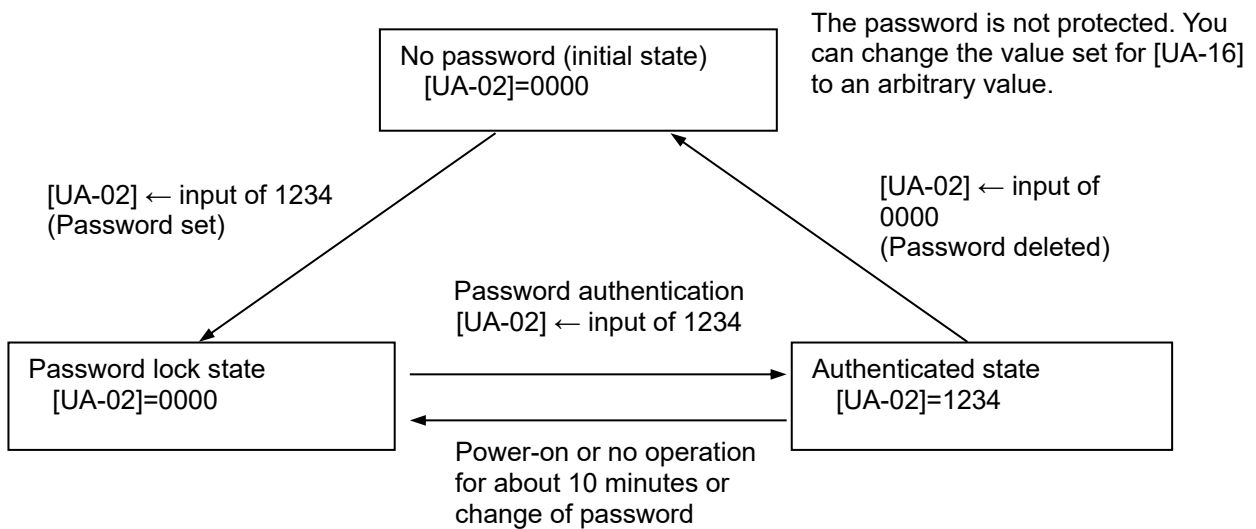 The password is not protected. You
can change the value set for [UA-16]
to an arbitrary value.
No password (initial state)
[UA-02]=0000
[UA-02] ← input of 1234
(Password set)
[UA-02] ← input of
0000
(Password deleted)
Password authentication
[UA-02] ← input of 1234
Password lock state
[UA-02]=0000
Authenticated state
[UA-02]=1234
Power-on or no operation
for about 10 minutes or
change of password